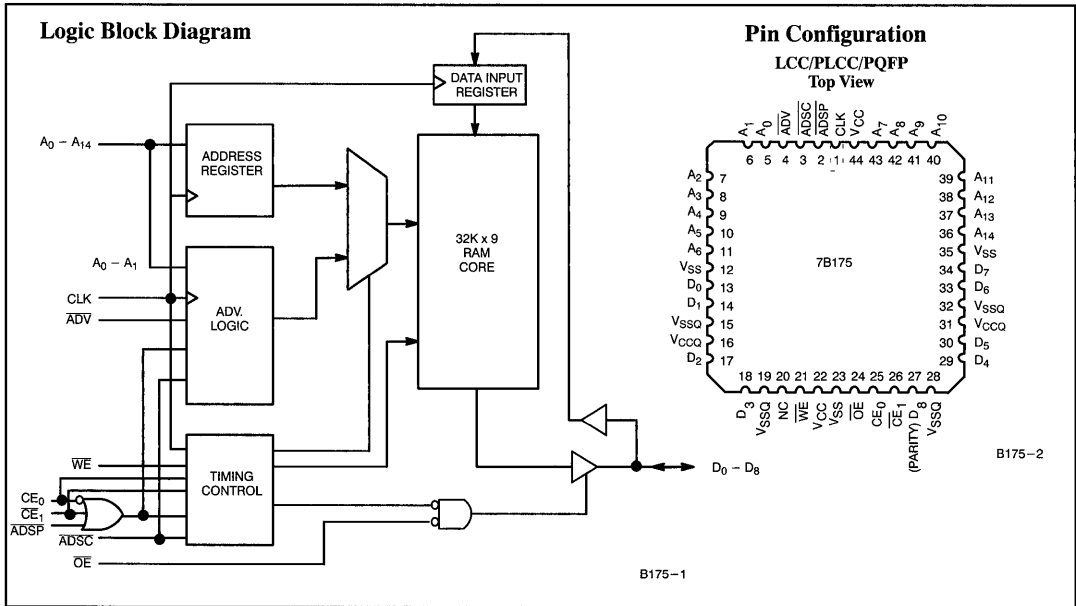 Logic Block Diagram
Pin Configuration
LCC/PLCC/PQFP
Top View
DATA INPUT
REGISTER
A0 – A14
ADDRESS
REGISTER
32K x 9
RAM
CORE
A0 – A1
CLK
ADV
ADV.
LOGIC
WE
TIMING
CONTROL
CE0
CE1
ADSP
ADSC
OE
D0 – D8
B175–1
A1 A0 ADV ADSC ADSP CLK VCC A7 A8 A9 A10
6 5 4 3 2 1 44 43 42 41 40
A2 7 39 A11
A3 8 38 A12
A4 9 37 A13
A5 10 36 A14
A6 11 35 VSS
VSS 12 34 D7
D0 13 33 D6
D1 14 32 VSSQ
VSSQ 15 31 VCCQ
VCCQ 16 30 D5
D2 17 29 D4
7B175
18 19 20 21 22 23 24 25 26 27 28
D3 VSSQ NC WE VCC VSS OE CE0 CE1 (PARITY) D8 VSSQ
B175–2